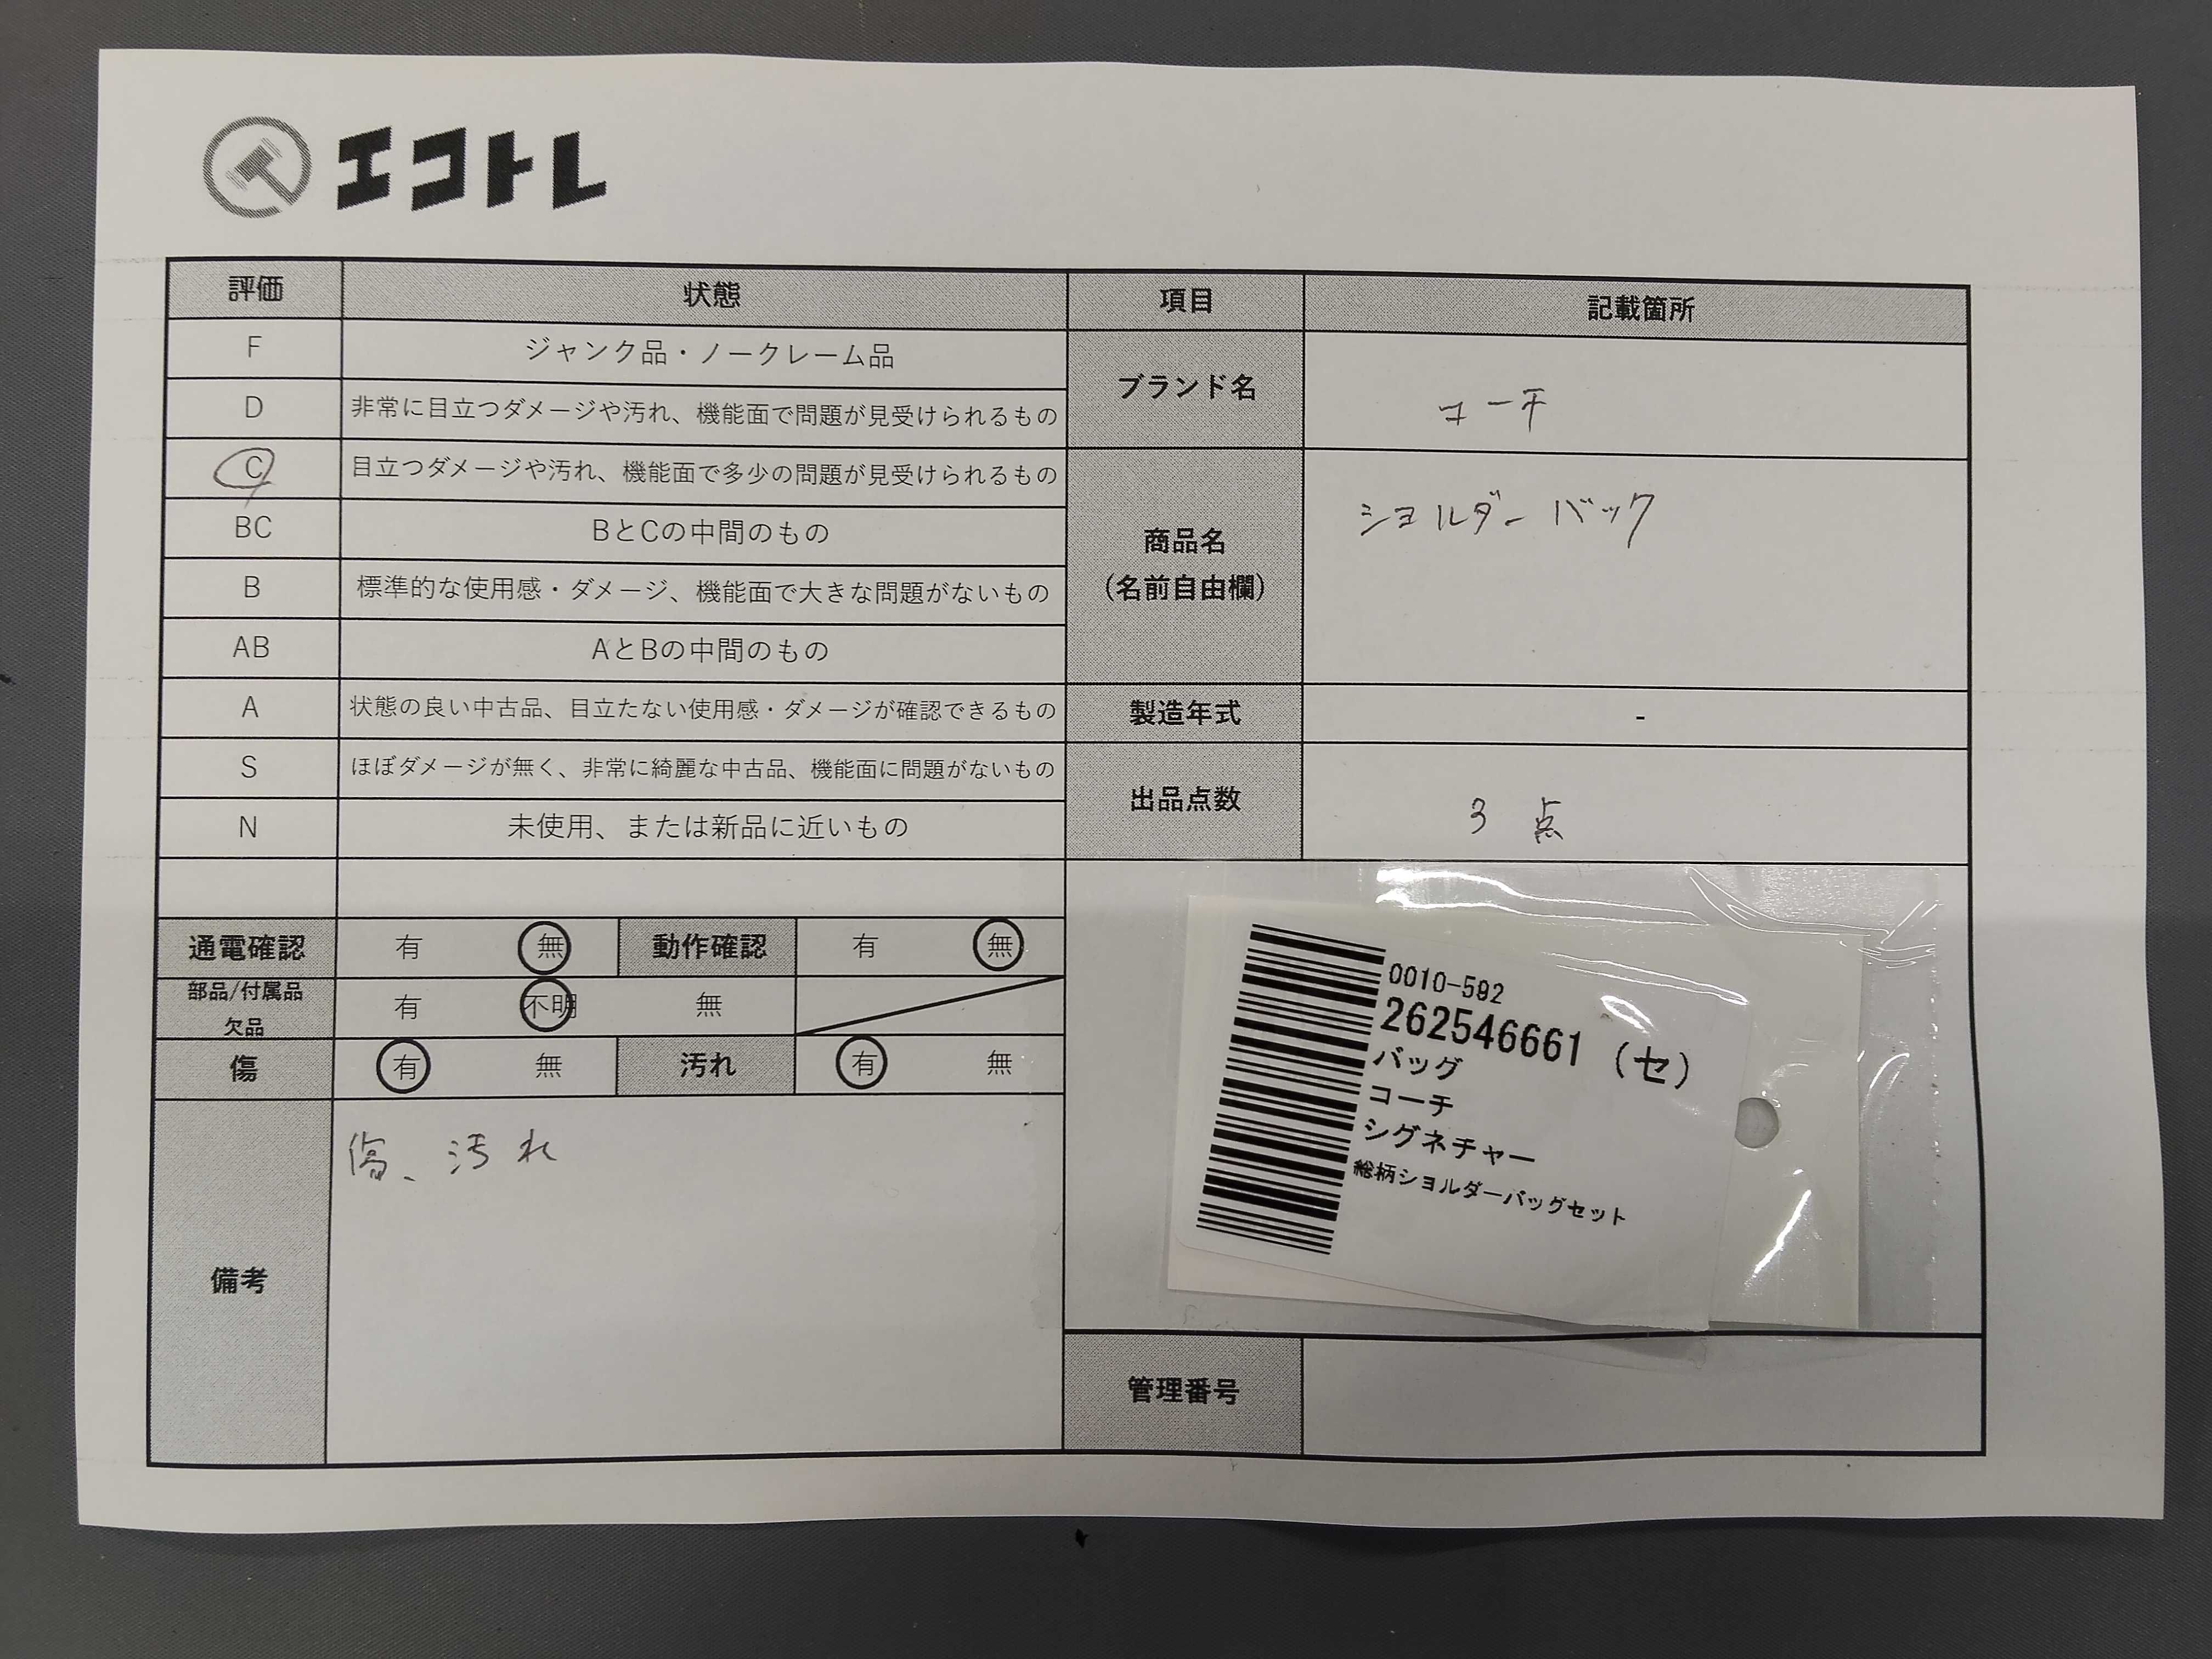 エコトレ
評価 状態 項目 記載箇所
F ジャンク品・ノークレーム品
D 非常に目立つダメージや汚れ、機能面で問題が見受けられるもの
C 目立つダメージや汚れ、機能面で多少の問題が見受けられるもの
BC BとCの中間のもの
B 標準的な使用感・ダメージ、機能面で大きな問題がないもの
AB AとBの中間のもの
A 状態の良い中古品、目立たない使用感・ダメージが確認できるもの
S ほぼダメージが無く、非常に綺麗な中古品、機能面に問題がないもの
N 未使用、または新品に近いもの
ブランド名 コーチ
商品名
(名前自由欄)
ショルダーバック
製造年式 -
出品点数 3点
通電確認 有 無 動作確認 有 無
部品/付属品
欠品
有 不明 無
傷 有 無 汚れ 有 無
備考
傷、汚れ
0010-592
262546661 (セ)
バッグ
コーチ
シグネチャー
総柄ショルダーバッグセット
管理番号